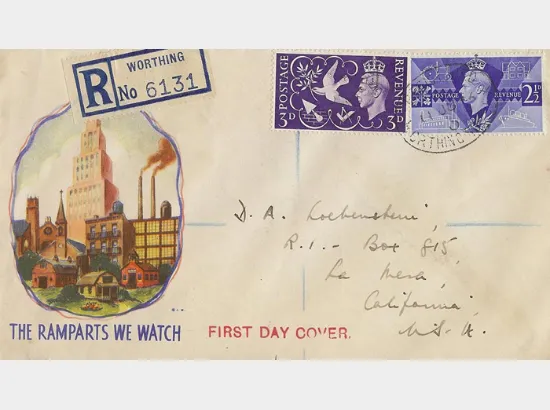 WORTHING
R No 6131
POSTAGE REVENUE
3D 3D
POSTAGE REVENUE 2½D
WORTHING
D. A. Loebenstein,
R.1.- Box 815,
La Mesa,
California,
U.S.A.
THE RAMPARTS WE WATCH
FIRST DAY COVER.